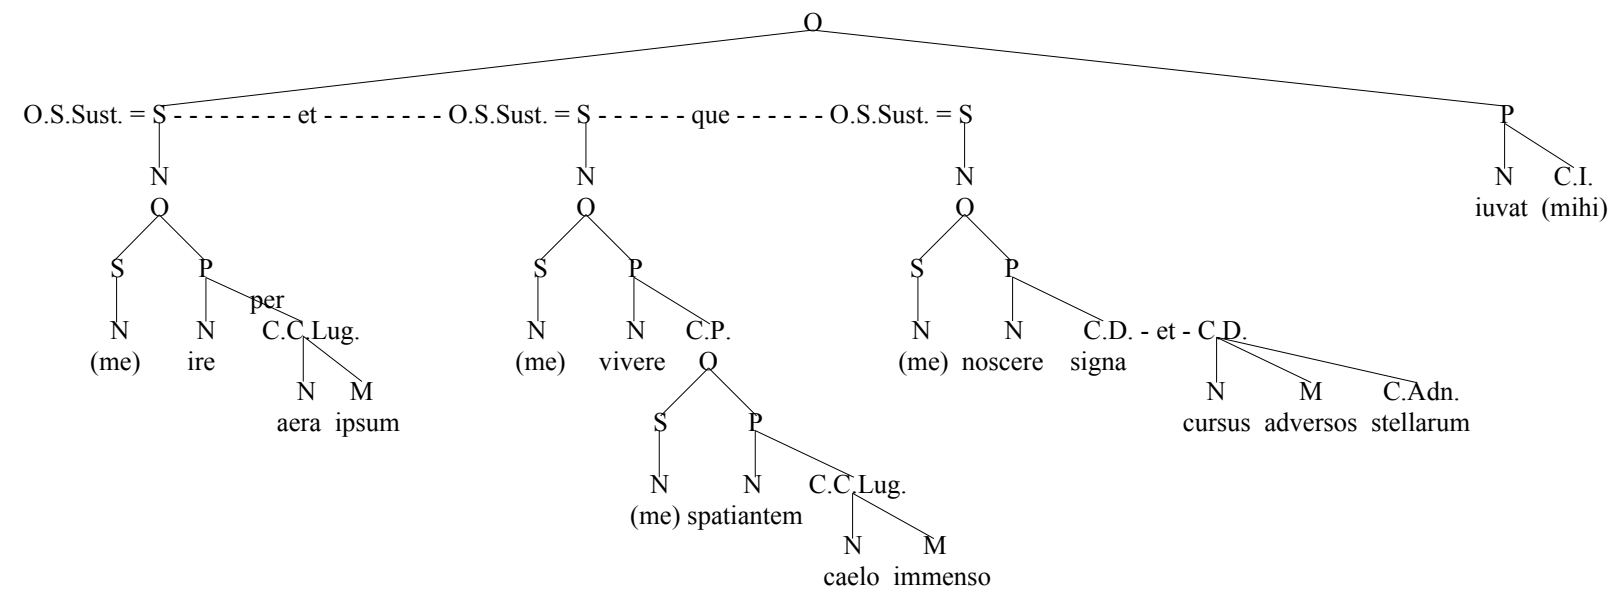 O
O.S.Sust. = S - - - - - - - - et - - - - - - - - O.S.Sust. = S - - - - - - que - - - - - - O.S.Sust. = S P
N N N N C.I.
O O O iuvat (mihi)
S P S P S P
per
N N C.C.Lug. N N C.P. N N C.D. - et - C.D.
(me) ire (me) vivere O (me) noscere signa
N M N M C.Adn.
aera ipsum S P cursus adversos stellarum
N N C.C.Lug.
(me) spatiantem
N M
caelo immenso